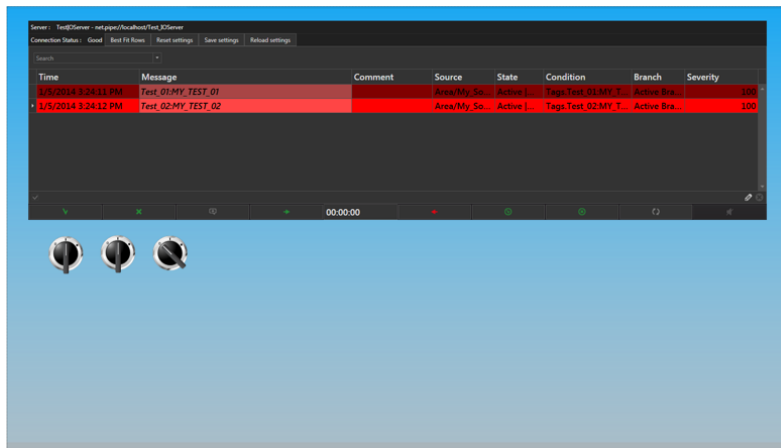 Server : TestIOServer - net.pipe://localhost/Test_IOServer
Connection Status : Good Best Fit Rows Reset settings Save settings Reload settings
Search
Time Message Comment Source State Condition Branch Severity
1/5/2014 3:24:11 PM Test_01:MY_TEST_01 Area/My_So... Active |... Tags.Test_01:MY_T... Active Bra... 100
1/5/2014 3:24:12 PM Test_02:MY_TEST_02 Area/My_So... Active |... Tags.Test_02:MY_T... Active Bra... 100
00:00:00